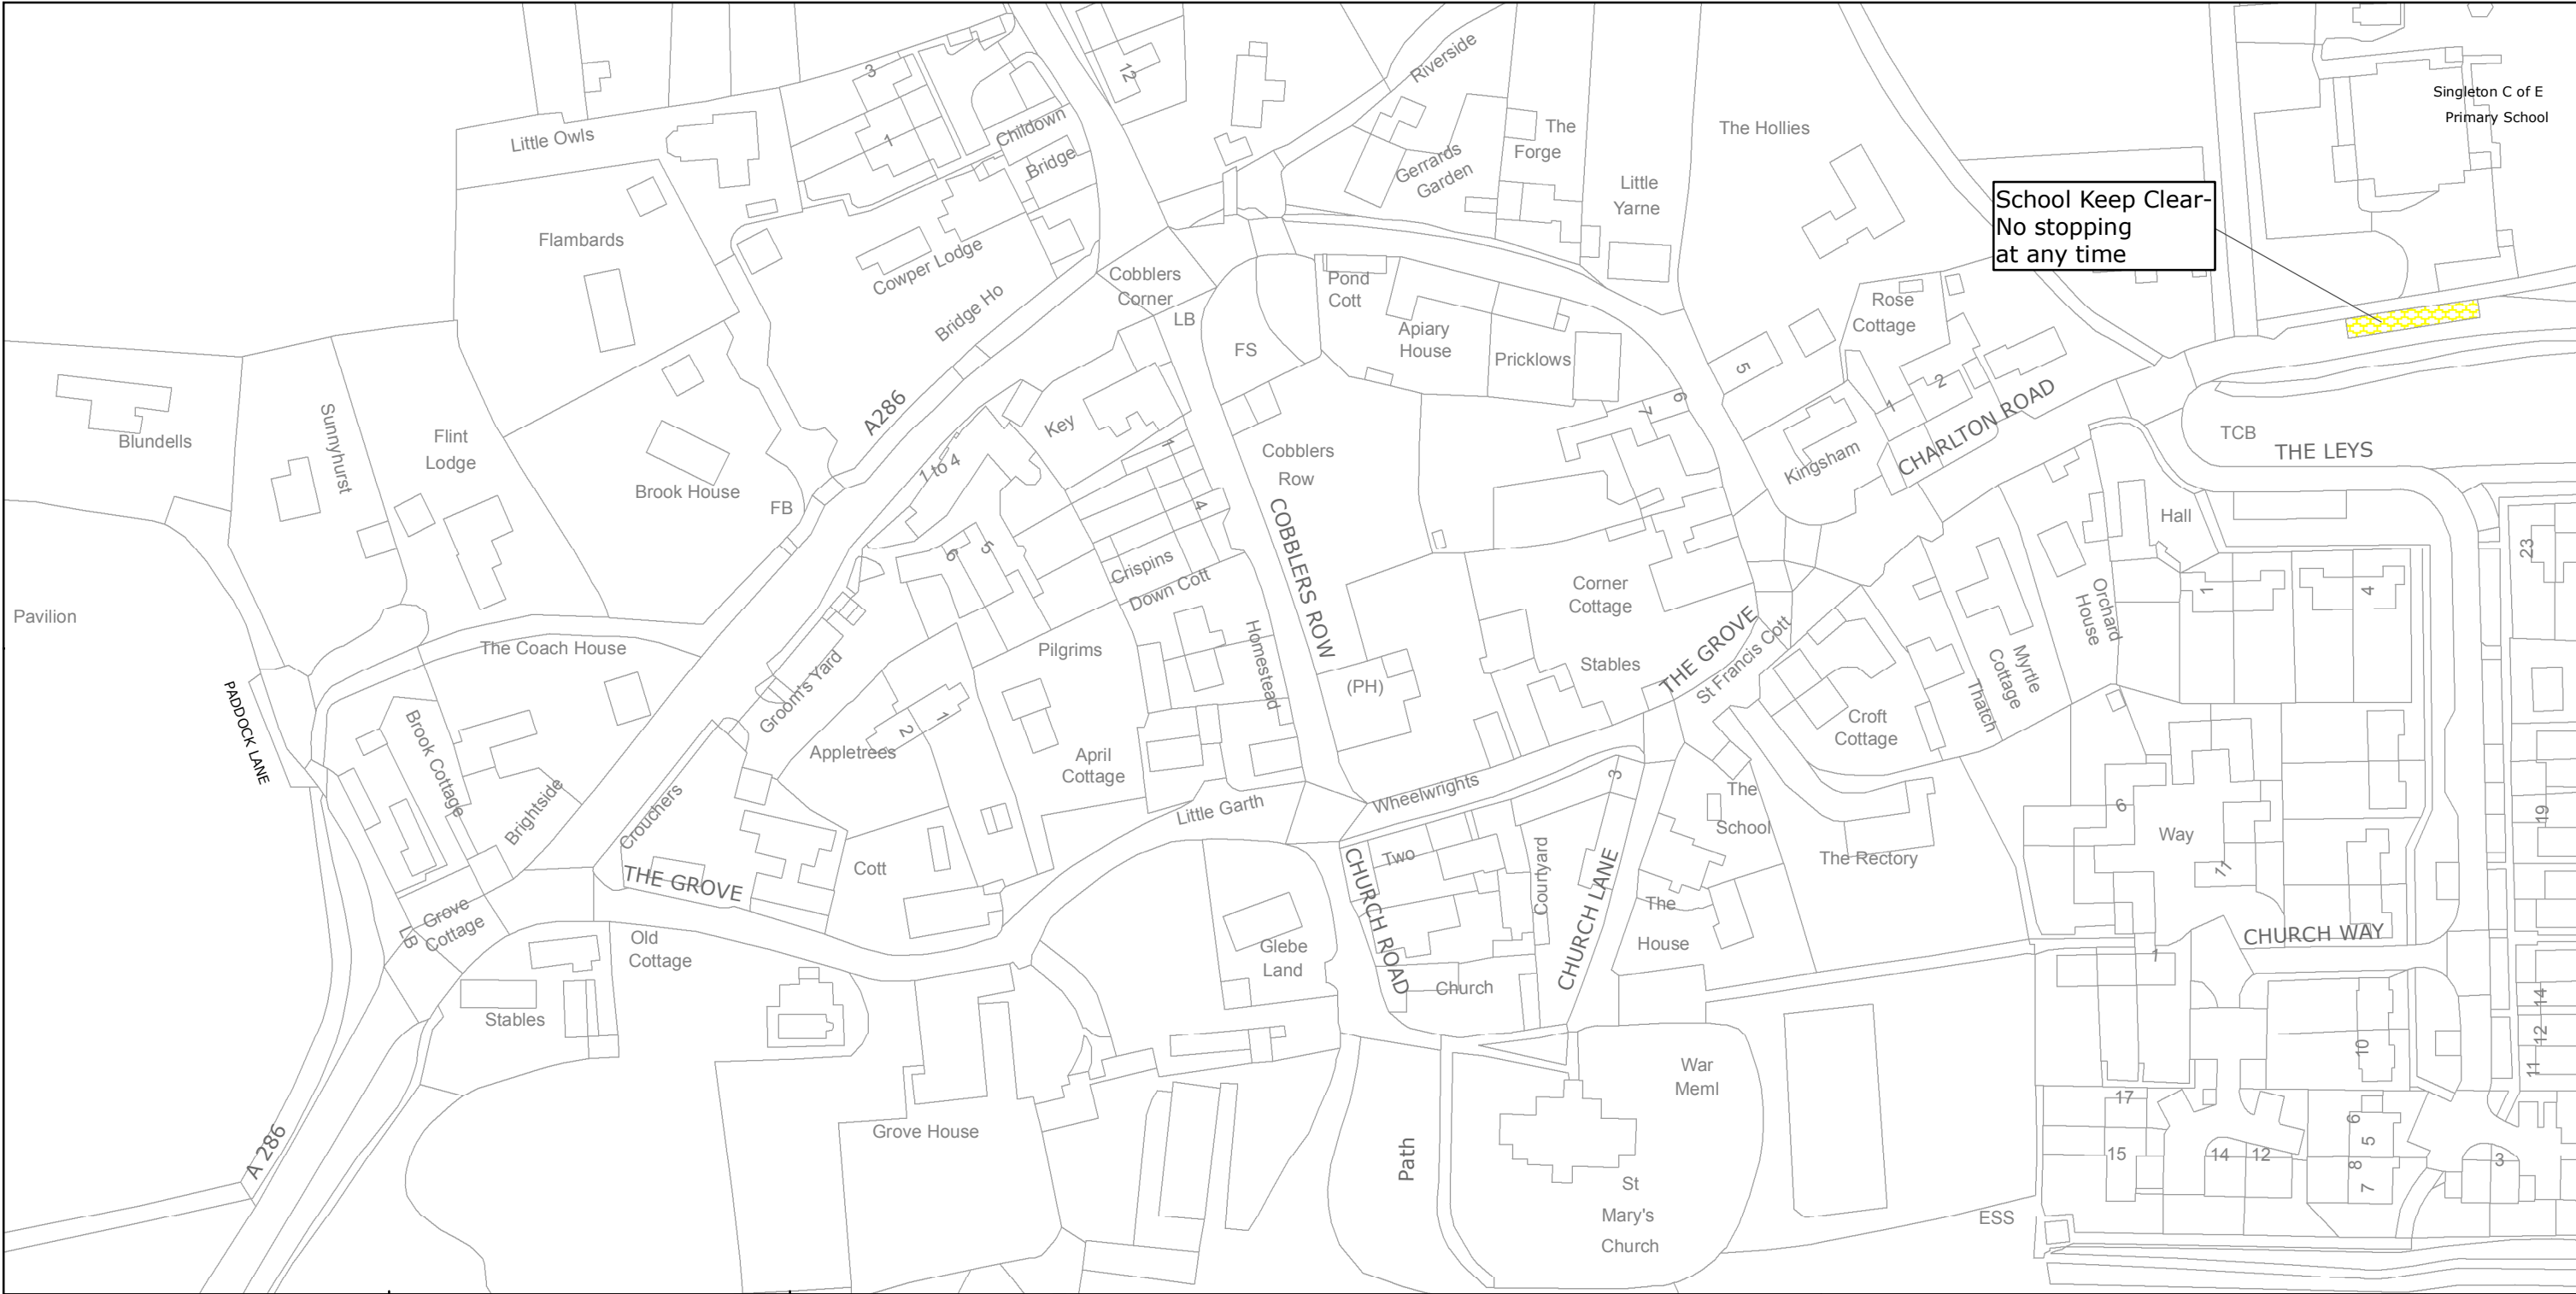 Riverside
3
12
Singleton C of E
Primary School
Little Owls
1
Childown
Bridge
The
Forge
The Hollies
Gerrards
Garden
Little
Yarne
School Keep Clear-
No stopping
at any time
Flambards
Cowper Lodge
Cobblers
Corner
Pond
Cott
Bridge Ho
LB
Rose
Cottage
Apiary
House
FS
Pricklows
5
2
1
7
6
A286
Key
Blundells
Sunnyhurst
Flint
Lodge
1 to 4
1
Cobblers
Row
Kingsham
CHARLTON ROAD
TCB
THE LEYS
Brook House
FB
4
COBBLERS ROW
Hall
6
5
Crispins
Down Cott
Corner
Cottage
23
1
4
Orchard
House
Pavilion
The Coach House
Pilgrims
Homestead
THE GROVE
St Francis Cott
Stables
Myrtle
Cottage
Thatch
(PH)
PADDOCK LANE
Groom's Yard
Brook Cottage
Appletrees
2
1
April
Cottage
Croft
Cottage
Brightside
Crouchers
Little Garth
Wheelwrights
3
The
School
6
Way
19
Two
Courtyard
The Rectory
11
THE GROVE
Cott
CHURCH ROAD
CHURCH LANE
The
House
Grove
Cottage
LB
Old
Cottage
Glebe
Land
CHURCH WAY
1
Church
Stables
14
12
11
10
War
Meml
17
Grove House
A 286
Path
15
14
12
6
5
8
7
3
St
Mary's
Church
ESS